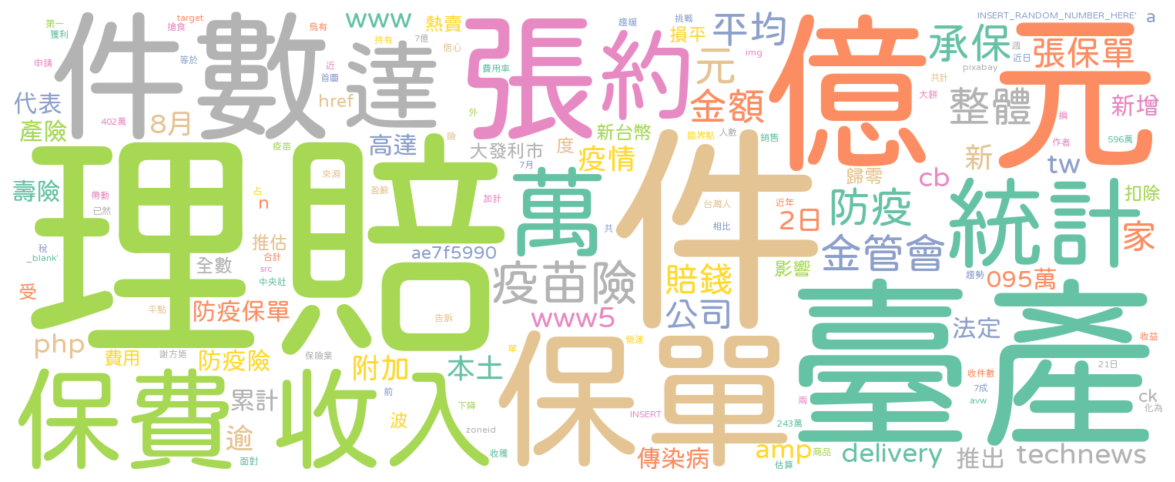 第一
獲利
target
搶食
烏有
www
熱賣
趨緩
挑戰
平均
INSERT_RANDOM_NUMBER_HERE'
a
件數達
持有
7億
信心
損平
張約
億元
承保
週
近日
張保單
申請
等於
近
首圖
費用率
img
元
pixabay
代表
href
金額
共計
大餅
整體
新增
402萬
8月
外
產險
高達
大發利市
度
新台幣
臨界點
人數
銷售
損
作者
596萬
疫苗
7月
疫情
險
理賠
萬
件
壽險
帶動
占
來源
盈餘
加計
歸零
新
tw
cb
統計
扣除
已然
n
共
台灣人
相比
近年
2日
防疫
家
稅
_blank'
推估
合計
ae7f5990
金管會
src
全數
中央社
疫苗險
影響
賠錢
趨勢
095萬
受
防疫保單
平點
告訴
www5
公司
臺產
法定
php
費用
謝方娪
防疫險
保險業
附加
本土
單
營運
收益
保費收入
保單
前
下降
收件數
21日
累計
7成
avw
兩
ck
化為
逾
波
zoneid
INSERT
243萬
面對
收穫
傳染病
amp
商品
估算
delivery
推出
technews